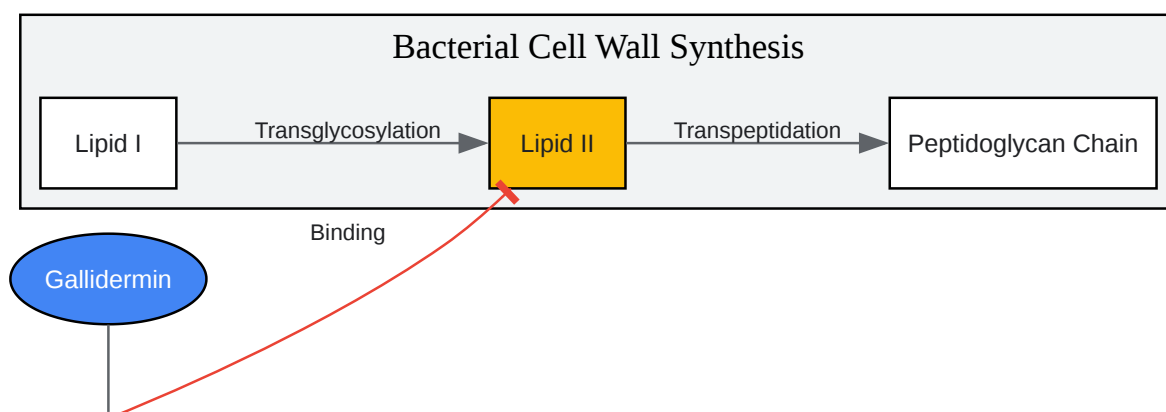 Bacterial Cell Wall Synthesis
Lipid I
Transglycosylation
Lipid II
Transpeptidation
Peptidoglycan Chain
Binding
Gallidermin